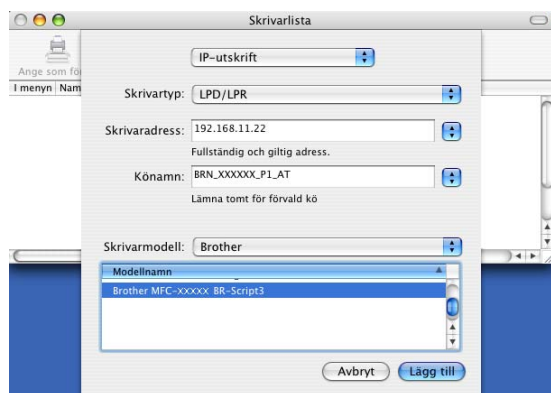 Skrivarlista
Ange som för
I menyn Nam
IP-utskrift
Skrivartyp: LPD/LPR
Skrivaradress: 192.168.11.22
Fullständig och giltig adress.
Könamn: BRN_XXXXXX_P1_AT
Lämna tomt för förvald kö
Skrivarmodell: Brother
Modellnamn
Brother MFC-XXXXX BR-Script3
Avbryt Lägg till